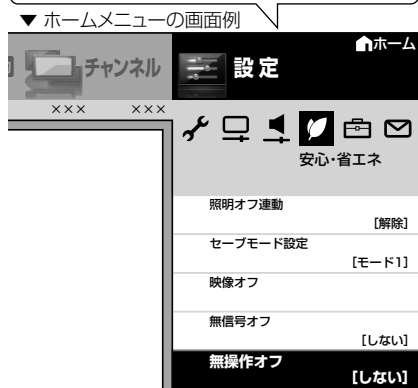 ▼ ホームメニューの画面例
ホーム
チャンネル
設定
××× ×××
安心・省エネ
照明オフ連動
[解除]
セーブモード設定
[モード1]
映像オフ
無信号オフ
[しない]
無操作オフ
[しない]